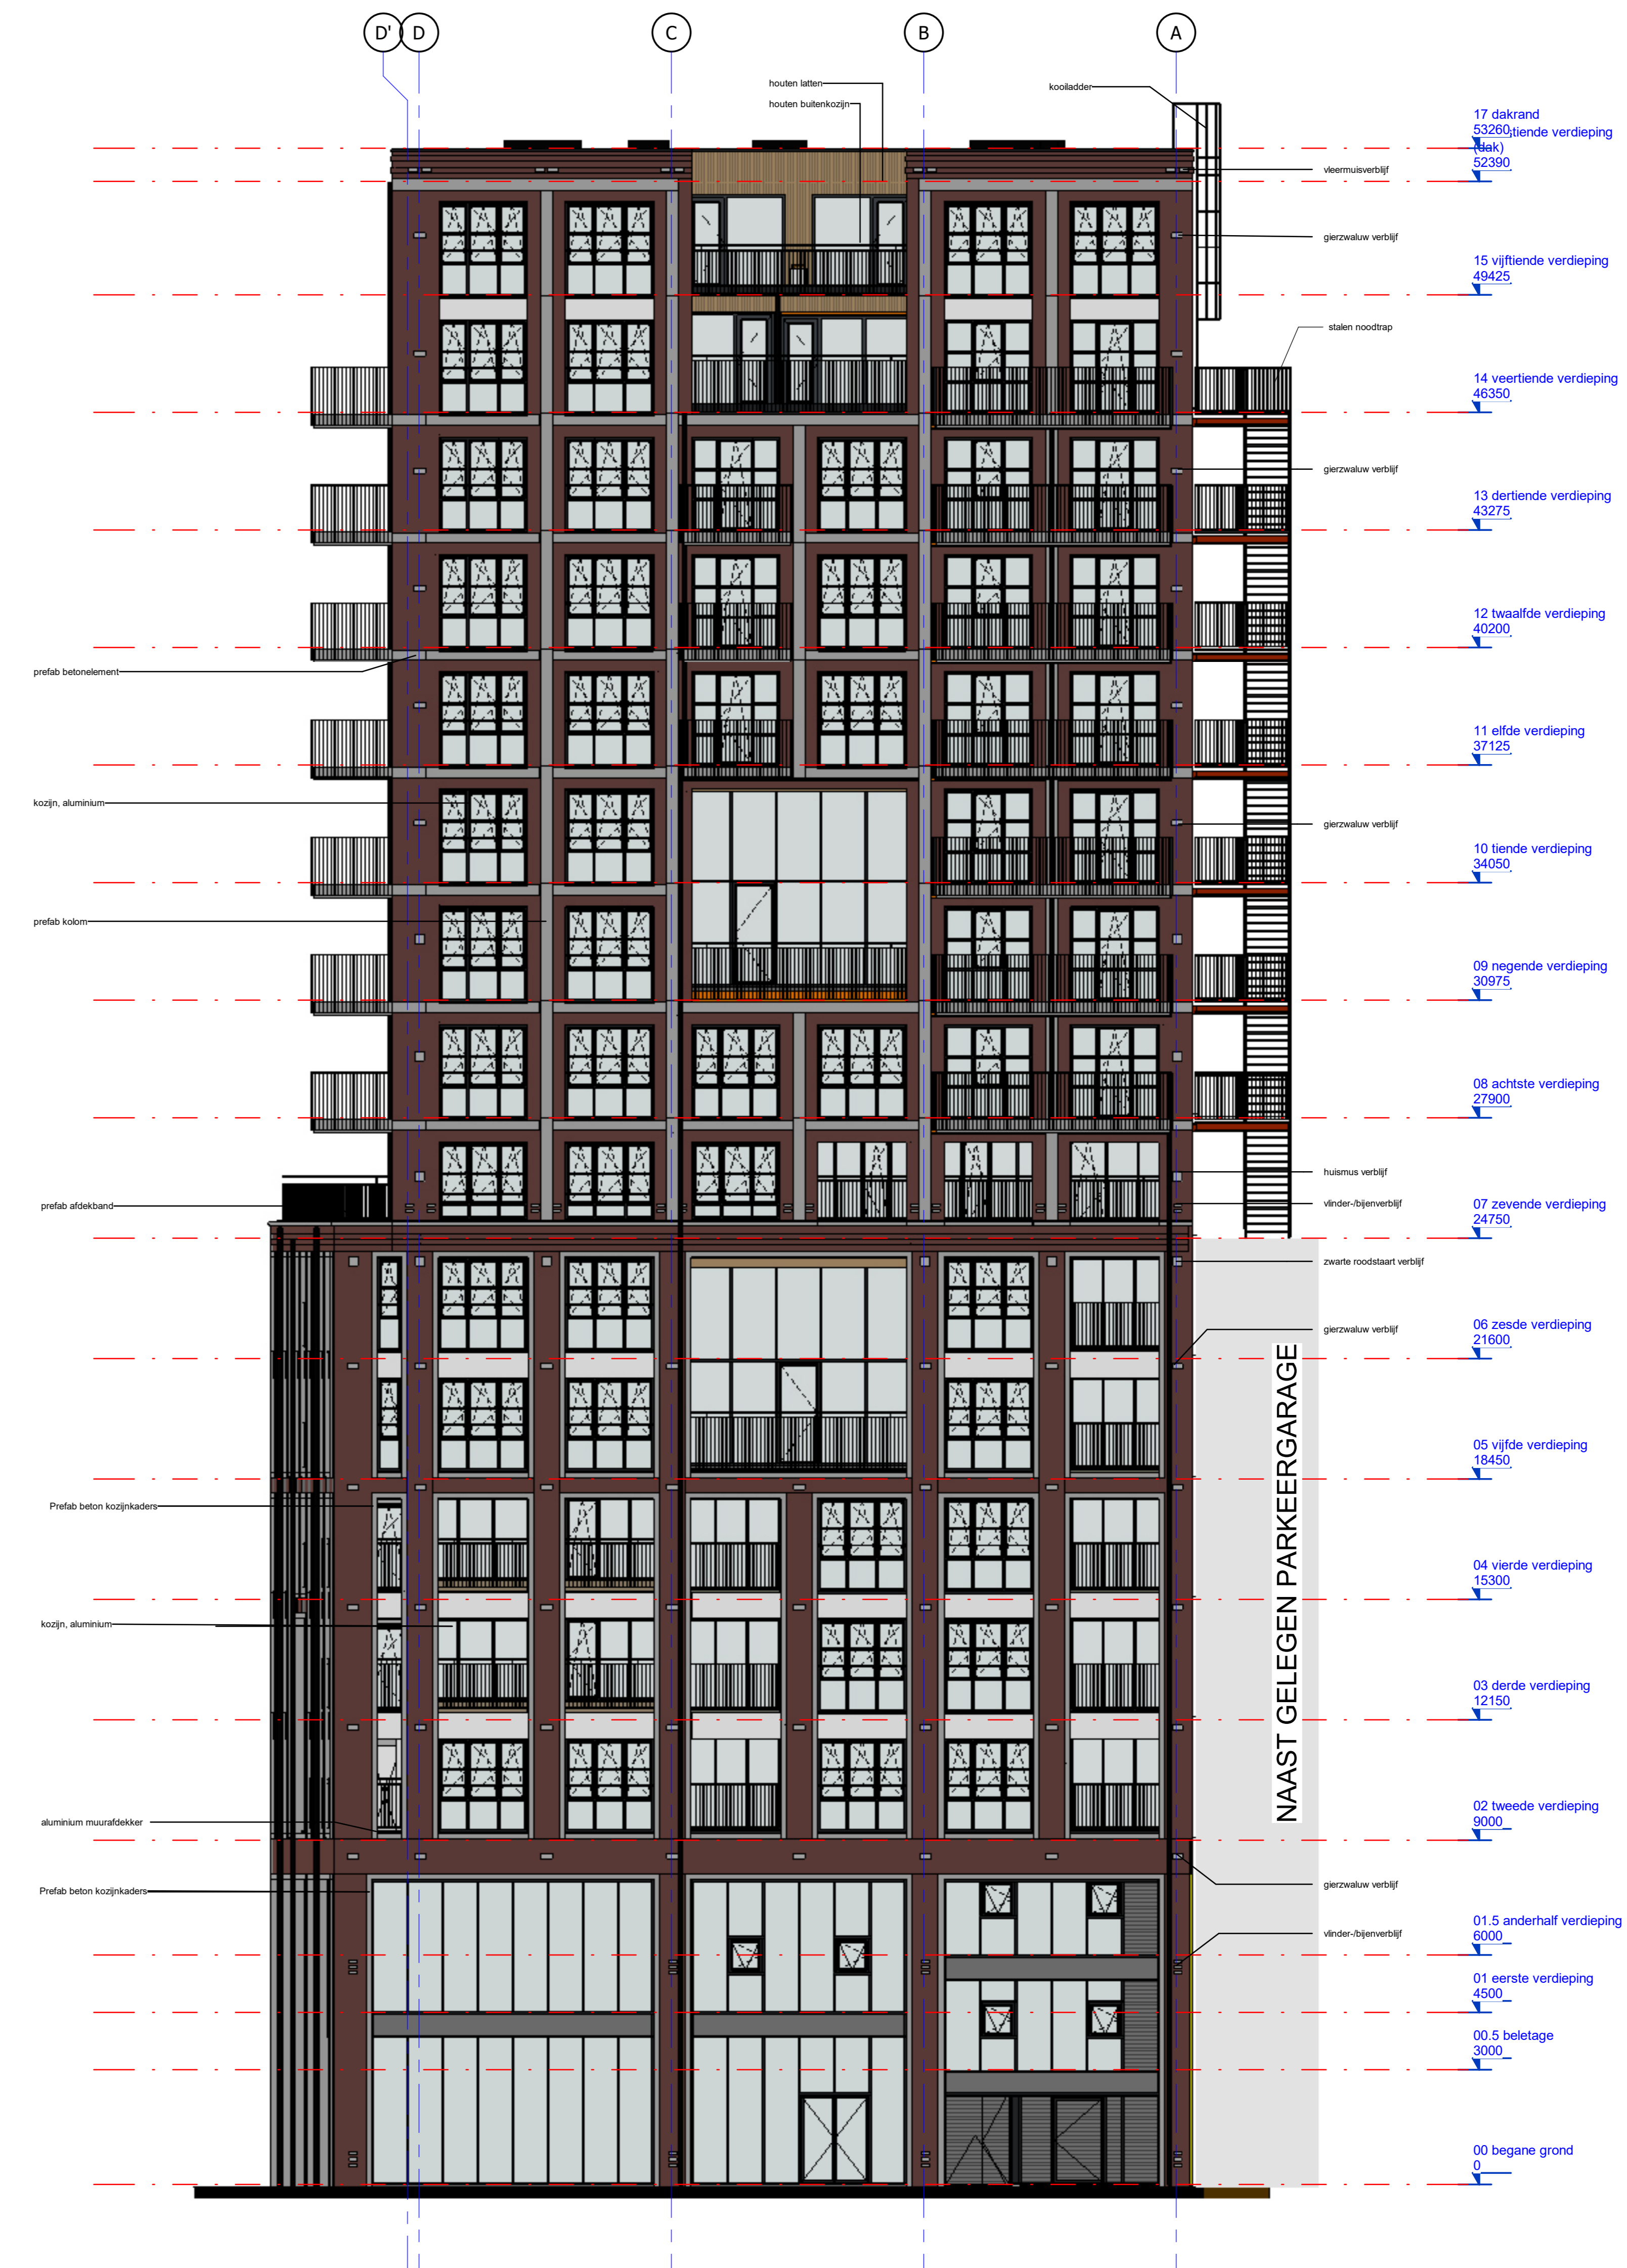 D'
D
C
B
A
houten latten
houten buitenkozijn
kooiladder
17 dakrand
53260
tiende verdieping
(dak)
52390
vleermuisverblijf
gierzwaluw verblijf
15 vijftiende verdieping
49425
stalen noodtrap
14 veertiende verdieping
46350
gierzwaluw verblijf
13 dertiende verdieping
43275
12 twaalfde verdieping
40200
prefab betonelement
11 elfde verdieping
37125
kozijn, aluminium
gierzwaluw verblijf
10 tiende verdieping
34050
prefab kolom
09 negende verdieping
30975
08 achtste verdieping
27900
huismus verblijf
prefab afdekband
vlinder-/bijenverblijf
07 zevende verdieping
24750
zwarte roodstaart verblijf
06 zesde verdieping
21600
gierzwaluw verblijf
NAAST GELLEGEN PARKEERGARAGE
05 vijfde verdieping
18450
Prefab beton kozijnkaders
04 vierde verdieping
15300
kozijn, aluminium
03 derde verdieping
12150
02 tweede verdieping
9000
aluminium muurafdekker
gierzwaluw verblijf
Prefab beton kozijnkaders
01.5 anderhalf verdieping
6000
vlinder-/bijenverblijf
01 eerste verdieping
4500
00.5 beletage
3000
00 begane grond
0